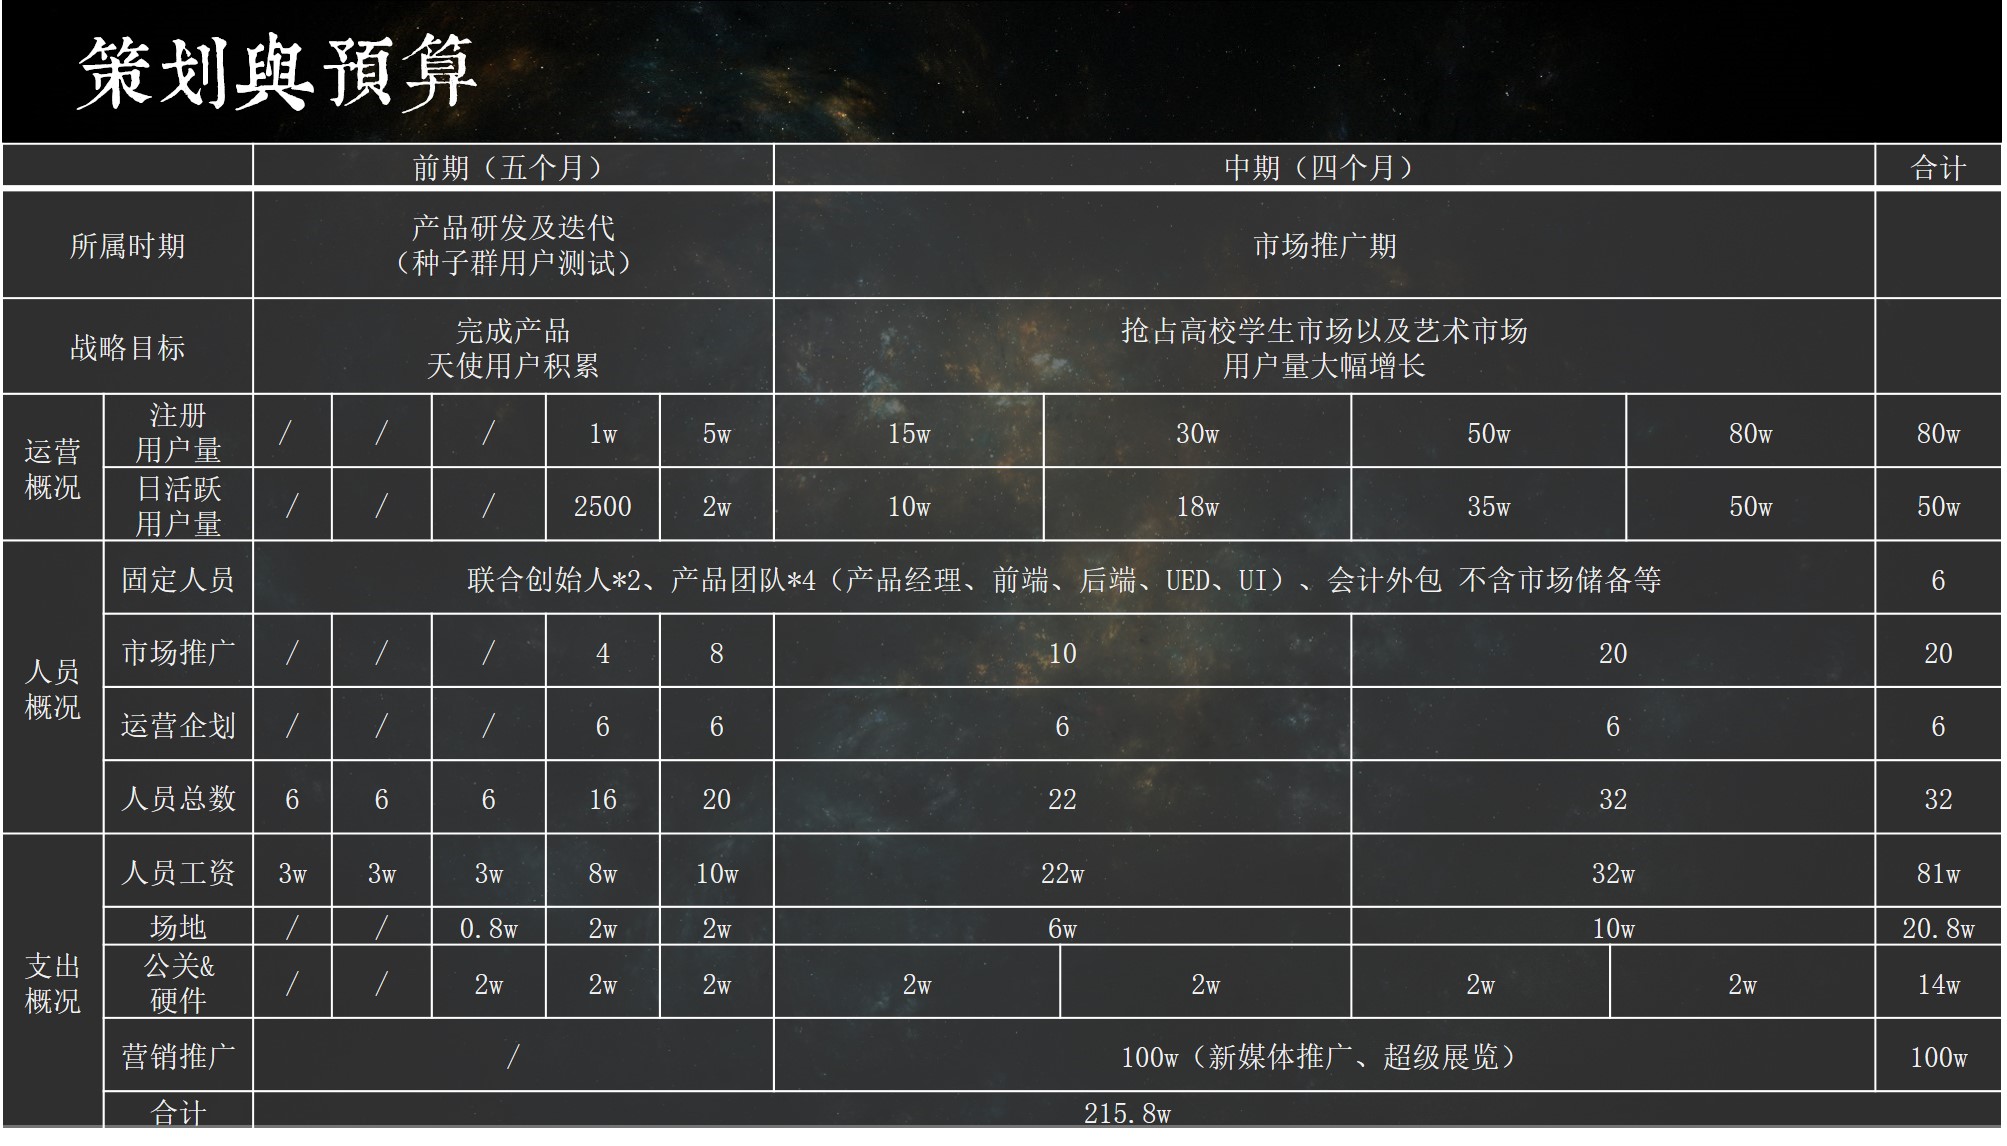 策划與預算
前期（五个月） 中期（四个月） 合计
所属时期 产品研发及迭代
（种子群用户测试） 市场推广期
战略目标 完成产品
天使用户积累 抢占高校学生市场以及艺术市场
用户量大幅增长
运营
概况
注册
用户量 / / / 1w 5w 15w 30w 50w 80w 80w
日活跃
用户量 / / / 2500 2w 10w 18w 35w 50w 50w
人员
概况
固定人员 联合创始人*2、产品团队*4（产品经理、前端、后端、UED、UI）、会计外包 不含市场储备等 6
市场推广 / / / 4 8 10 20 20
运营企划 / / / 6 6 6 6 6
人员总数 6 6 6 16 20 22 32 32
支出
概况
人员工资 3w 3w 3w 8w 10w 22w 32w 81w
场地 / / 0.8w 2w 2w 6w 10w 20.8w
公关&
硬件 / / 2w 2w 2w 2w 2w 2w 2w 14w
营销推广 / 100w（新媒体推广、超级展览） 100w
合计 215.8w